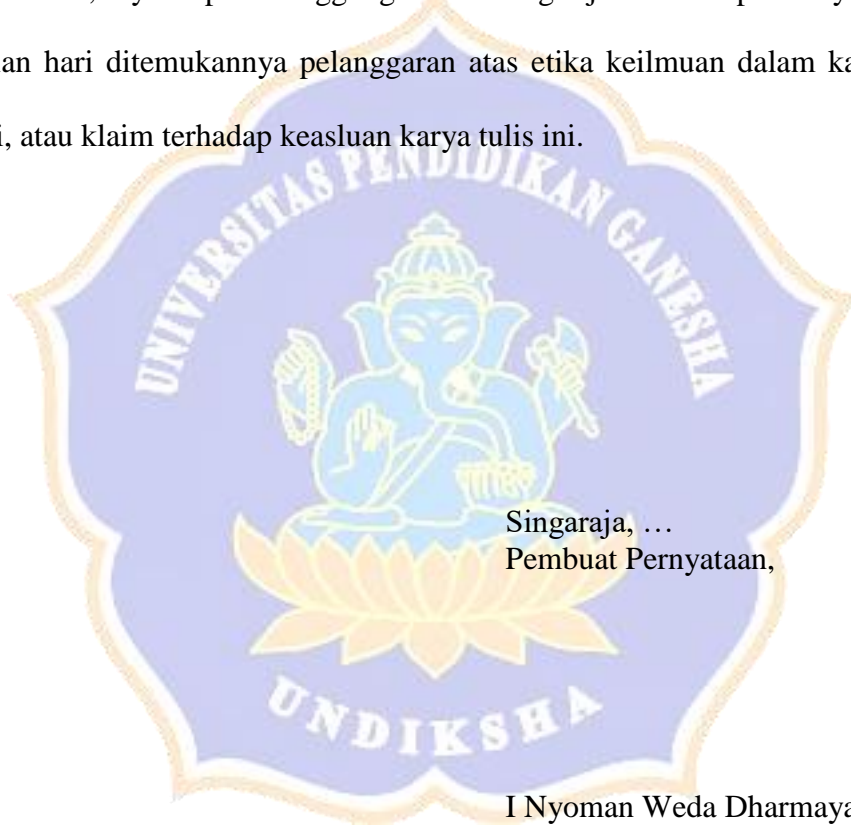 an hari ditemukannya pelanggaran atas etika keilmuan dalam ka
i, atau klaim terhadap keasluan karya tulis ini.
UNIVERSITAS PENDIDIKAN GANESHA
Singaraja, …
Pembuat Pernyataan,
UNDIKSHA
I Nyoman Weda Dharmaya